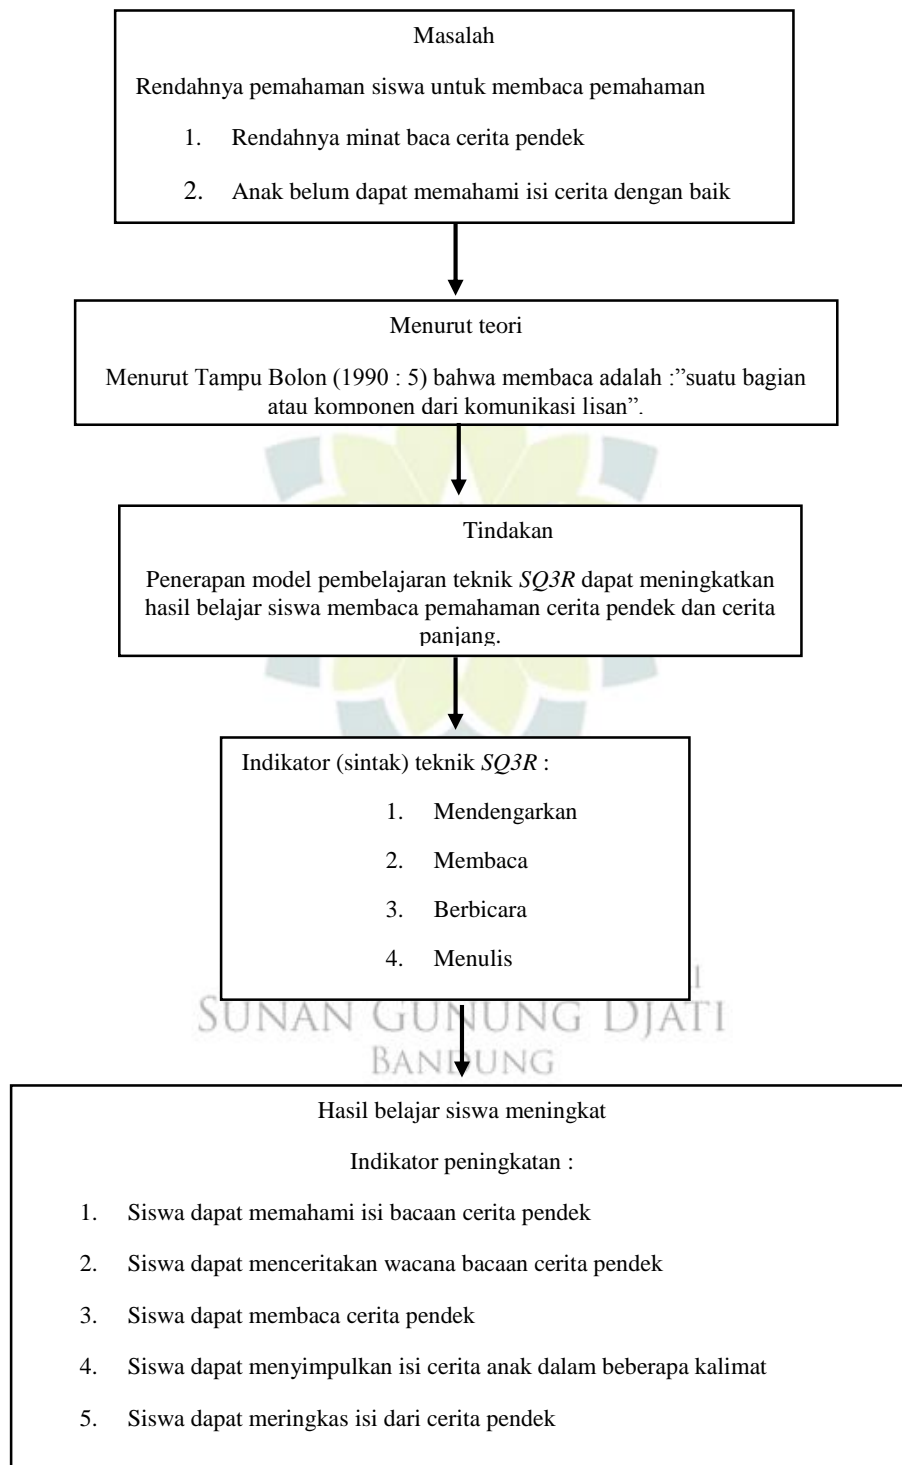 Masalah
Rendahnya pemahaman siswa untuk membaca pemahaman
1. Rendahnya minat baca cerita pendek
2. Anak belum dapat memahami isi cerita dengan baik
Menurut teori
Menurut Tampu Bolon (1990 : 5) bahwa membaca adalah :”suatu bagian
atau komponen dari komunikasi lisan”.
Tindakan
Penerapan model pembelajaran teknik SQ3R dapat meningkatkan
hasil belajar siswa membaca pemahaman cerita pendek dan cerita
panjang.
Indikator (sintak) teknik SQ3R :
1. Mendengarkan
2. Membaca
3. Berbicara
4. Menulis
SUNAN GUNUNG DJATI
BANDUNG
Hasil belajar siswa meningkat
Indikator peningkatan :
1. Siswa dapat memahami isi bacaan cerita pendek
2. Siswa dapat menceritakan wacana bacaan cerita pendek
3. Siswa dapat membaca cerita pendek
4. Siswa dapat menyimpulkan isi cerita anak dalam beberapa kalimat
5. Siswa dapat meringkas isi dari cerita pendek